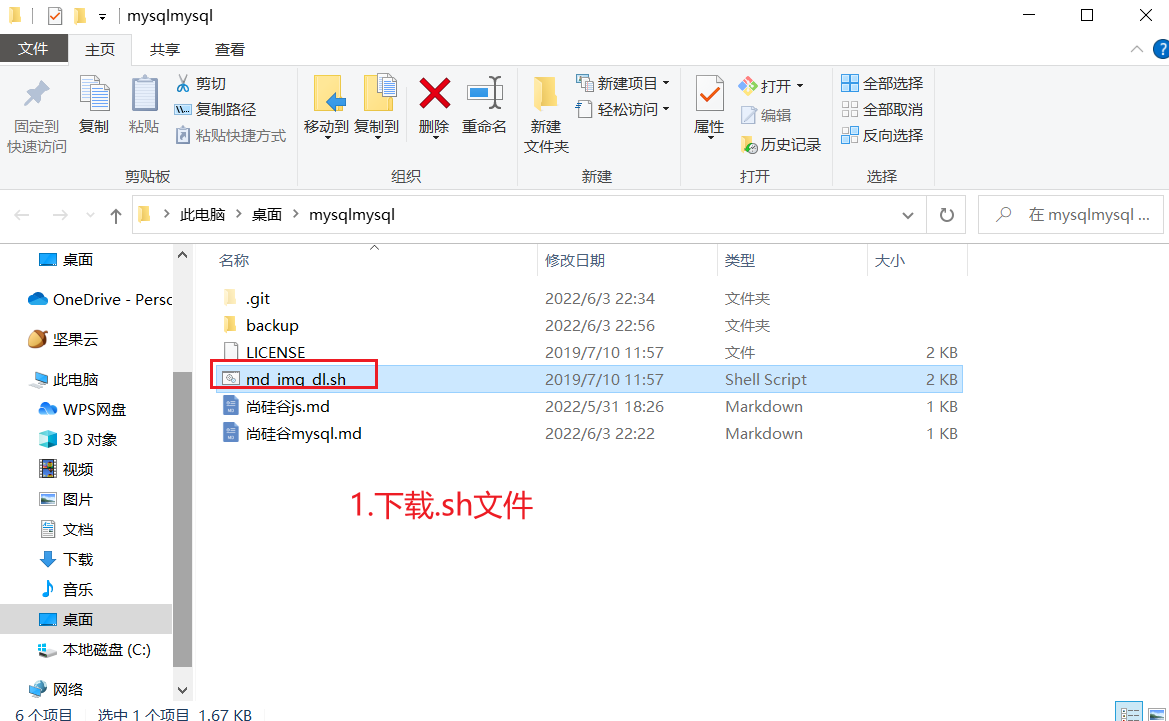 mysqlmysql
文件 主页 共享 查看
固定到快速访问
复制
粘贴
剪切
复制路径
粘贴快捷方式
剪贴板
移动到
复制到
删除
重命名
组织
新建文件夹
新建项目
轻松访问
新建
属性
打开
编辑
历史记录
打开
全部选择
全部取消
反向选择
选择
此电脑 桌面 mysqlmysql
在 mysqlmysql ...
桌面
OneDrive - Perso
坚果云
此电脑
WPS网盘
3D 对象
视频
图片
文档
下载
音乐
桌面
本地磁盘 (C:)
网络
名称 修改日期 类型 大小
.git 2022/6/3 22:34 文件夹
backup 2022/6/3 22:56 文件夹
LICENSE 2019/7/10 11:57 文件 2 KB
md_img_dl.sh 2019/7/10 11:57 Shell Script 2 KB
尚硅谷js.md 2022/5/31 18:26 Markdown 1 KB
尚硅谷mysql.md 2022/6/3 22:22 Markdown 1 KB
1.下载.sh文件
6 个项目 选中 1 个项目 1.67 KB